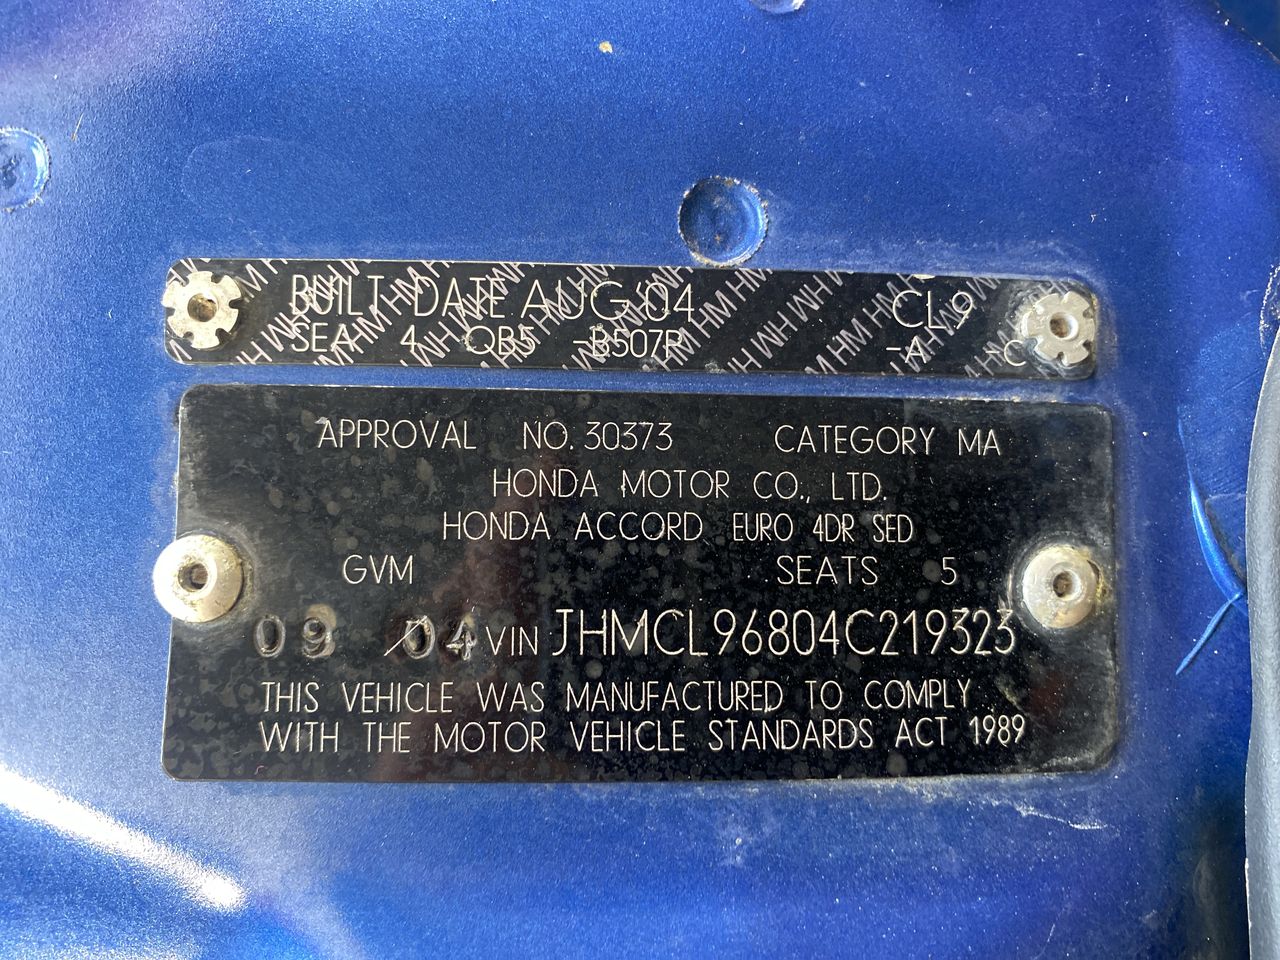 BUILT DATE AUG '04 CL9
SEA 4 QB5 -B507P -A -C
APPROVAL NO. 30373 CATEGORY MA
HONDA MOTOR CO., LTD.
HONDA ACCORD EURO 4DR SED
GVM SEATS 5
09 04 VIN JHMCL96804C219323
THIS VEHICLE WAS MANUFACTURED TO COMPLY
WITH THE MOTOR VEHICLE STANDARDS ACT 1989